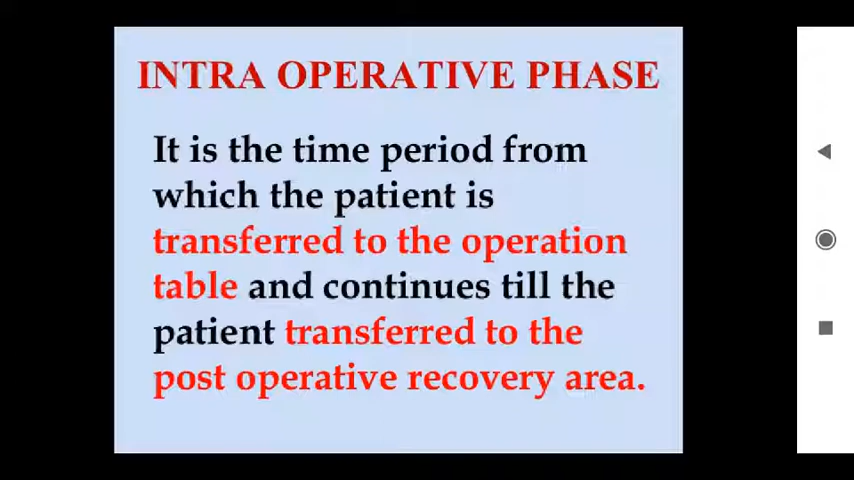 INTRA OPERATIVE PHASE
It is the time period from
which the patient is
transferred to the operation
table and continues till the
patient transferred to the
post operative recovery area.